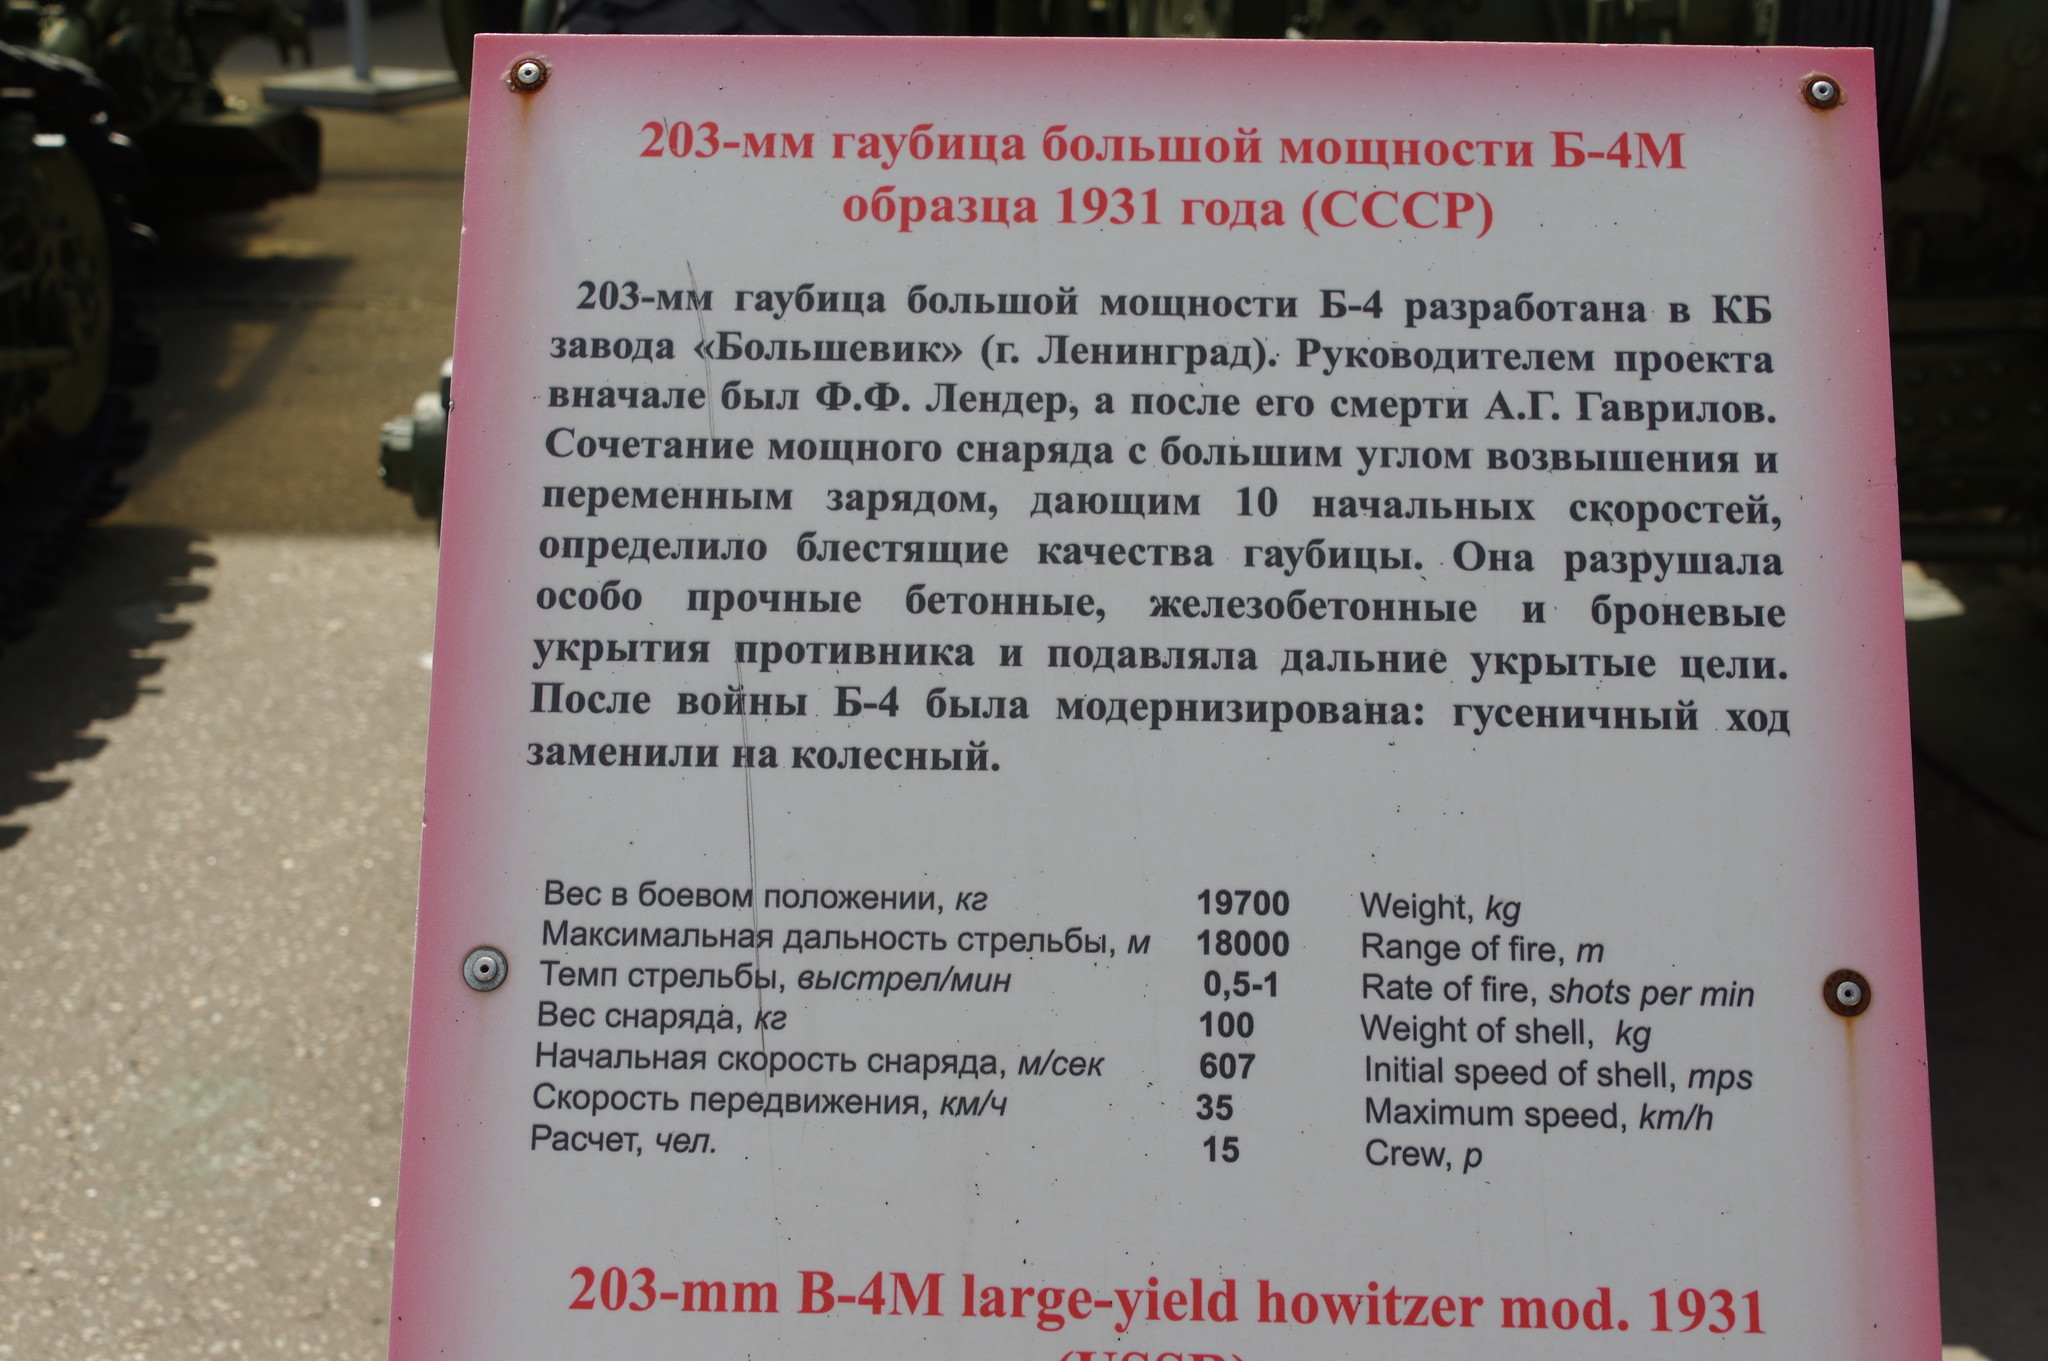 203-мм гаубица большой мощности Б-4М
образца 1931 года (СССР)
203-мм гаубица большой мощности Б-4 разработана в КБ
завода «Большевик» (г. Ленинград). Руководителем проекта
вначале был Ф.Ф. Лендер, а после его смерти А.Г. Гаврилов.
Сочетание мощного снаряда с большим углом возвышения и
переменным зарядом, дающим 10 начальных скоростей,
определило блестящие качества гаубицы. Она разрушала
особо прочные бетонные, железобетонные и броневые
укрытия противника и подавляла дальние укрытые цели.
После войны Б-4 была модернизирована: гусеничный ход
заменили на колесный.
Вес в боевом положении, кг 19700 Weight, kg
Максимальная дальность стрельбы, м 18000 Range of fire, m
Темп стрельбы, выстрел/мин 0,5-1 Rate of fire, shots per min
Вес снаряда, кг 100 Weight of shell, kg
Начальная скорость снаряда, м/сек 607 Initial speed of shell, mps
Скорость передвижения, км/ч 35 Maximum speed, km/h
Расчет, чел. 15 Crew, p
203-mm B-4M large-yield howitzer mod. 1931
(USSR)